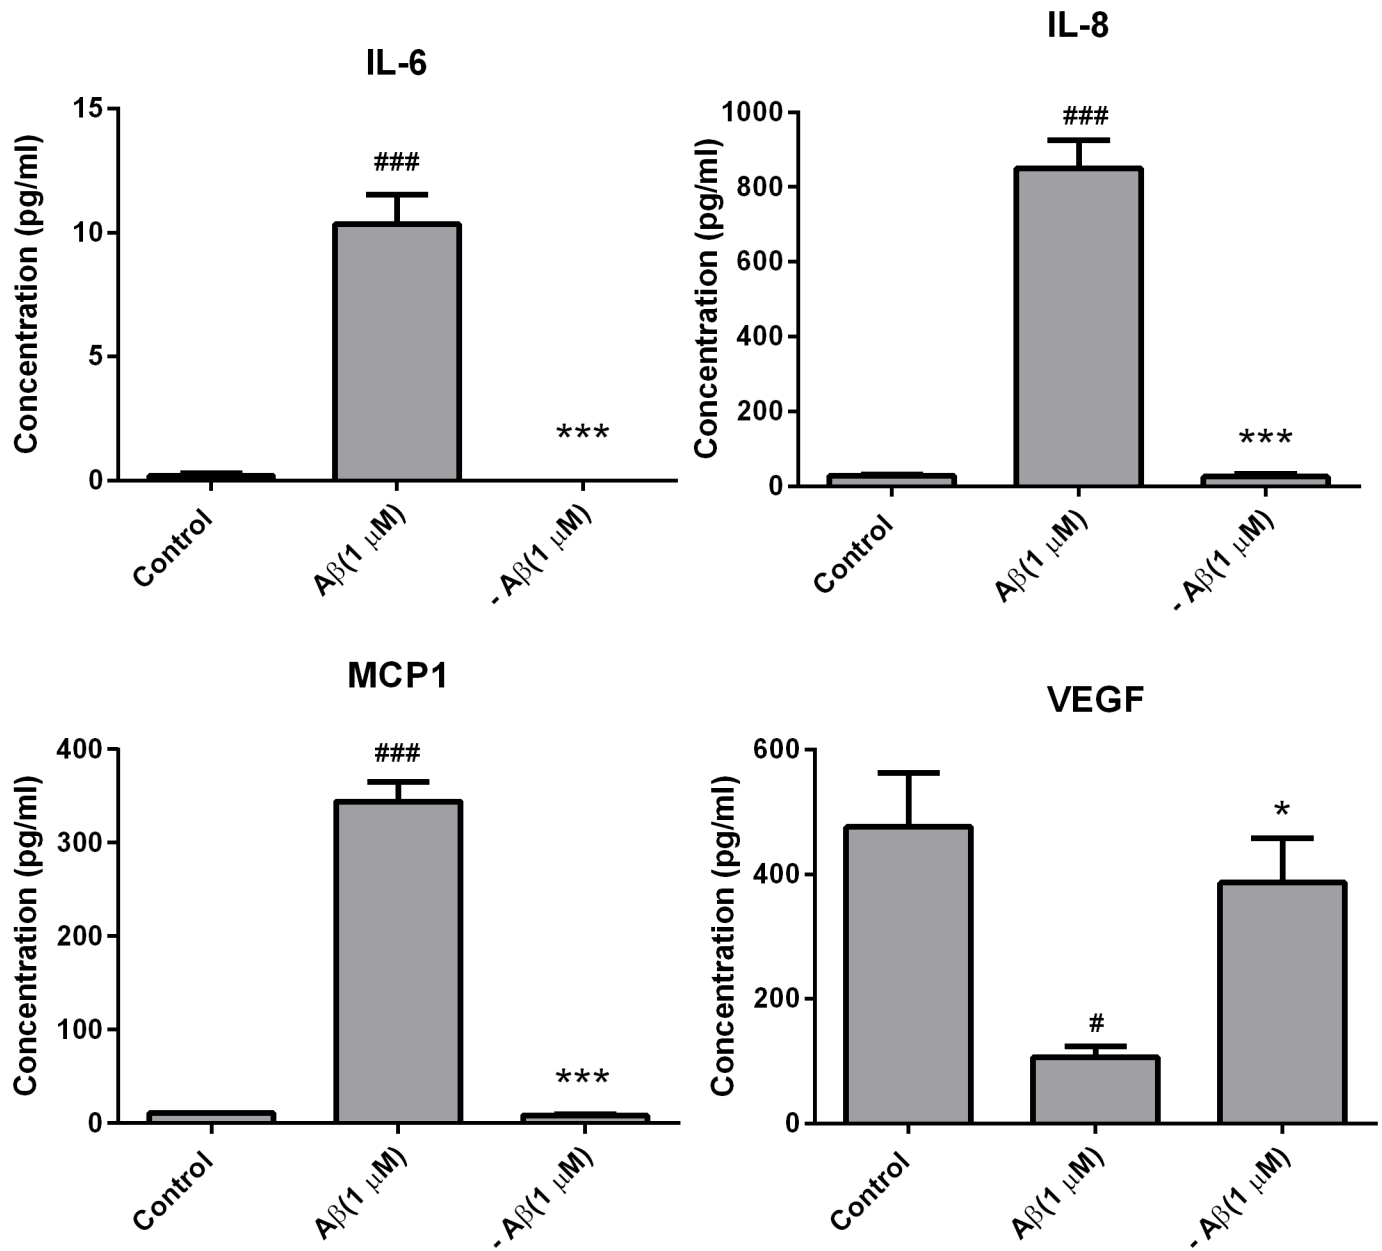 IL-6
Concentration (pg/ml)
15
10
5
0
###
***
Control
Aβ(1 μM)
- Aβ(1 μM)
IL-8
Concentration (pg/ml)
1000
800
600
400
200
0
###
***
Control
Aβ(1 μM)
- Aβ(1 μM)
MCP1
Concentration (pg/ml)
400
300
200
100
0
###
***
Control
Aβ(1 μM)
- Aβ(1 μM)
VEGF
Concentration (pg/ml)
600
400
200
0
#
*
Control
Aβ(1 μM)
- Aβ(1 μM)